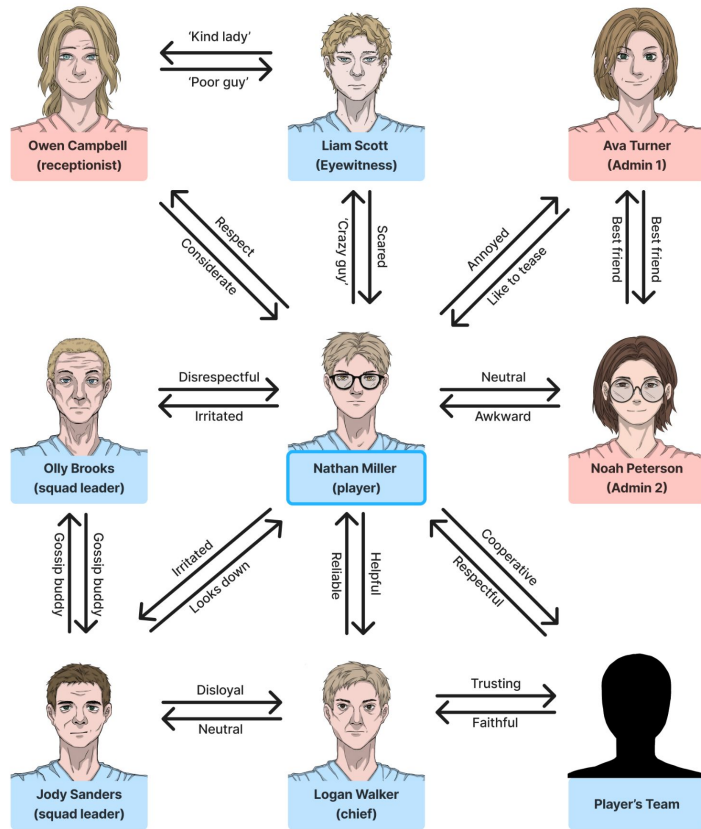 'Kind lady'
'Poor guy'
Owen Campbell
(receptionist)
Liam Scott
(Eyewitness)
Ava Turner
(Admin 1)
Respect
Considerate
'Crazy guy'
Scared
Annoyed
Like to tease
Best friend
Best friend
Disrespectful
Irritated
Neutral
Awkward
Olly Brooks
(squad leader)
Nathan Miller
(player)
Noah Peterson
(Admin 2)
Gossip buddy
Gossip buddy
Irritated
Looks down
Reliable
Helpful
Cooperative
Respectful
Disloyal
Neutral
Trusting
Faithful
Jody Sanders
(squad leader)
Logan Walker
(chief)
Player's Team